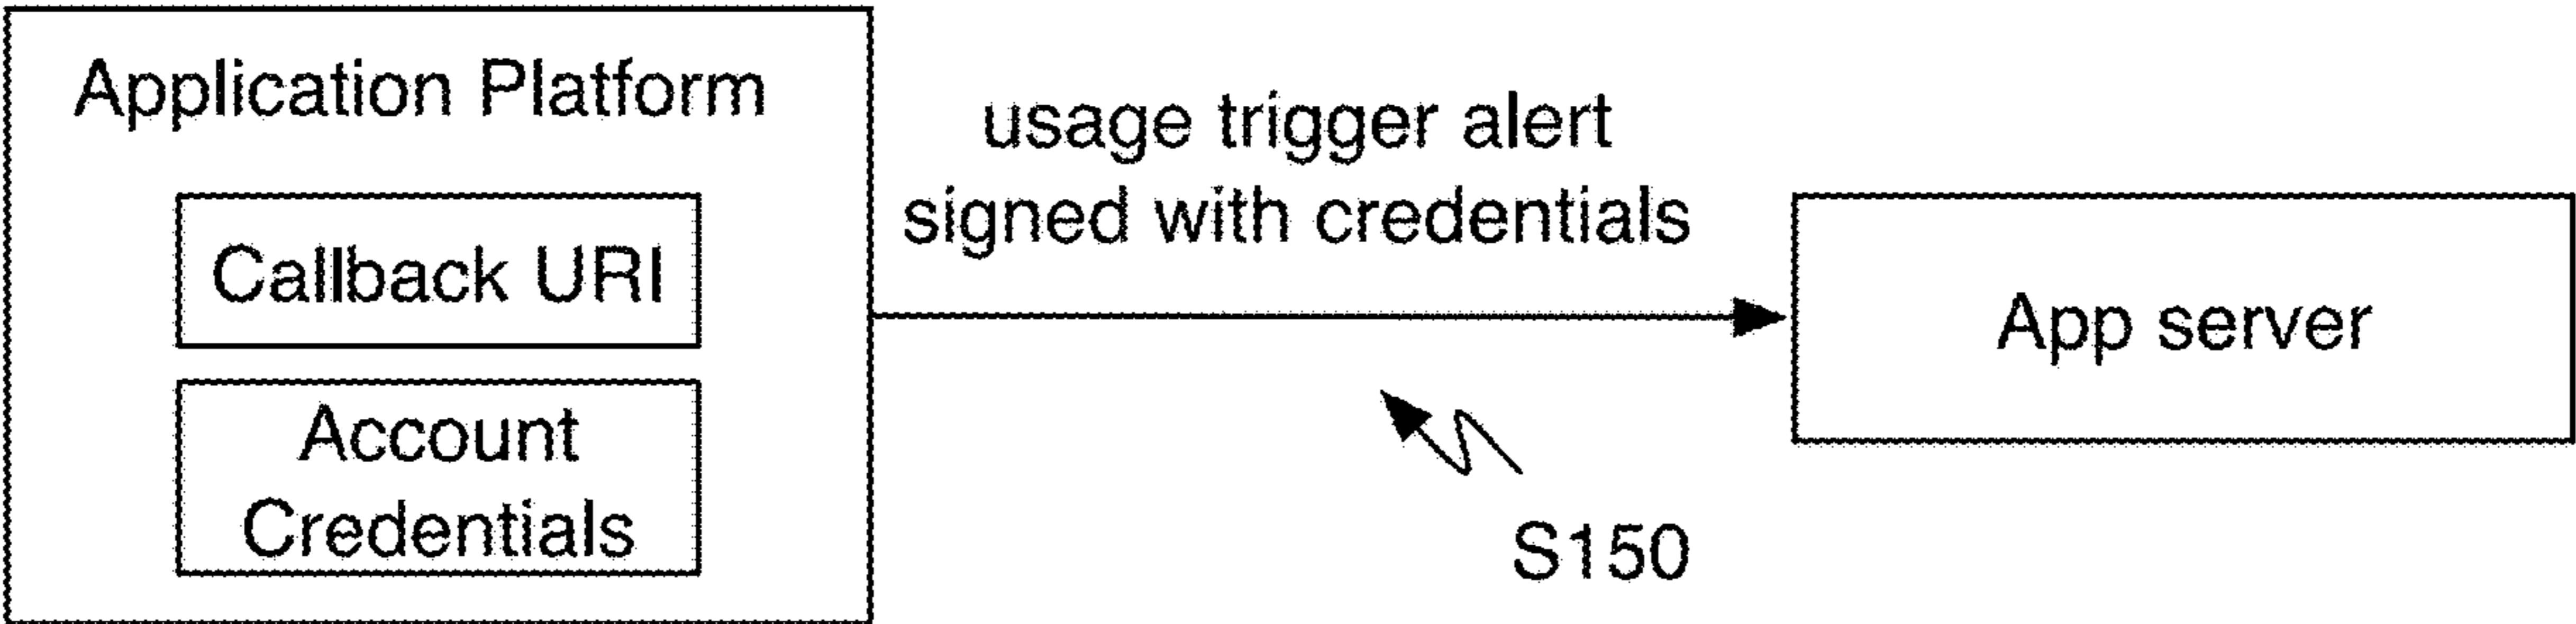 Application Platform
Callback URI
Account
Credentials
usage trigger alert
signed with credentials
App server
S150